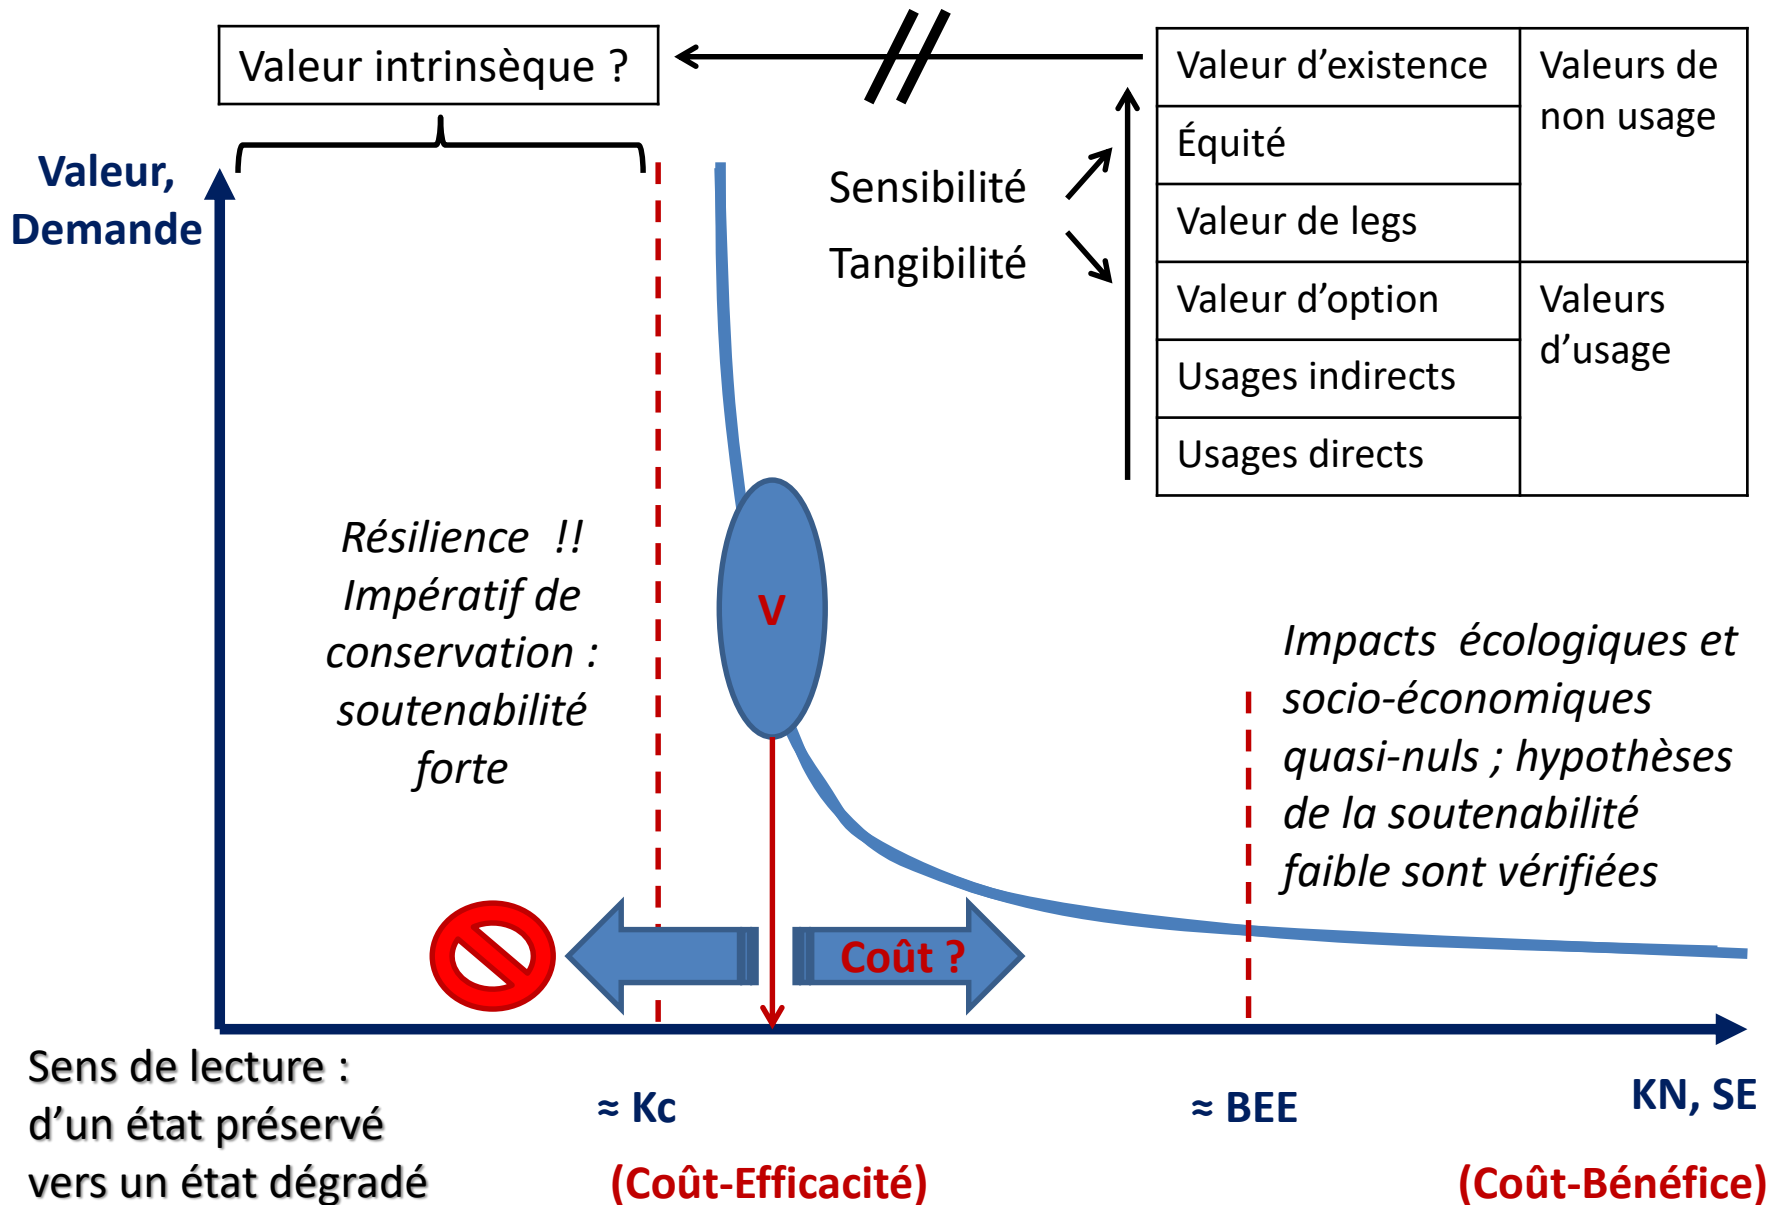 Valeur intrinsèque ?
Valeur d’existence
Valeurs de
non usage
Équité
Valeur de legs
Valeur d’option
Valeurs
d’usage
Usages indirects
Usages directs
Sensibilité
Tangibilité
Valeur,
Demande
Résilience !!
Impératif de
conservation :
soutenabilité
forte
V
Impacts écologiques et
socio-économiques
quasi-nuls ; hypothèses
de la soutenabilité
faible sont vérifiées
Coût ?
Sens de lecture :
d’un état préservé
vers un état dégradé
≈ Kc
≈ BEE
KN, SE
(Coût-Efficacité)
(Coût-Bénéfice)